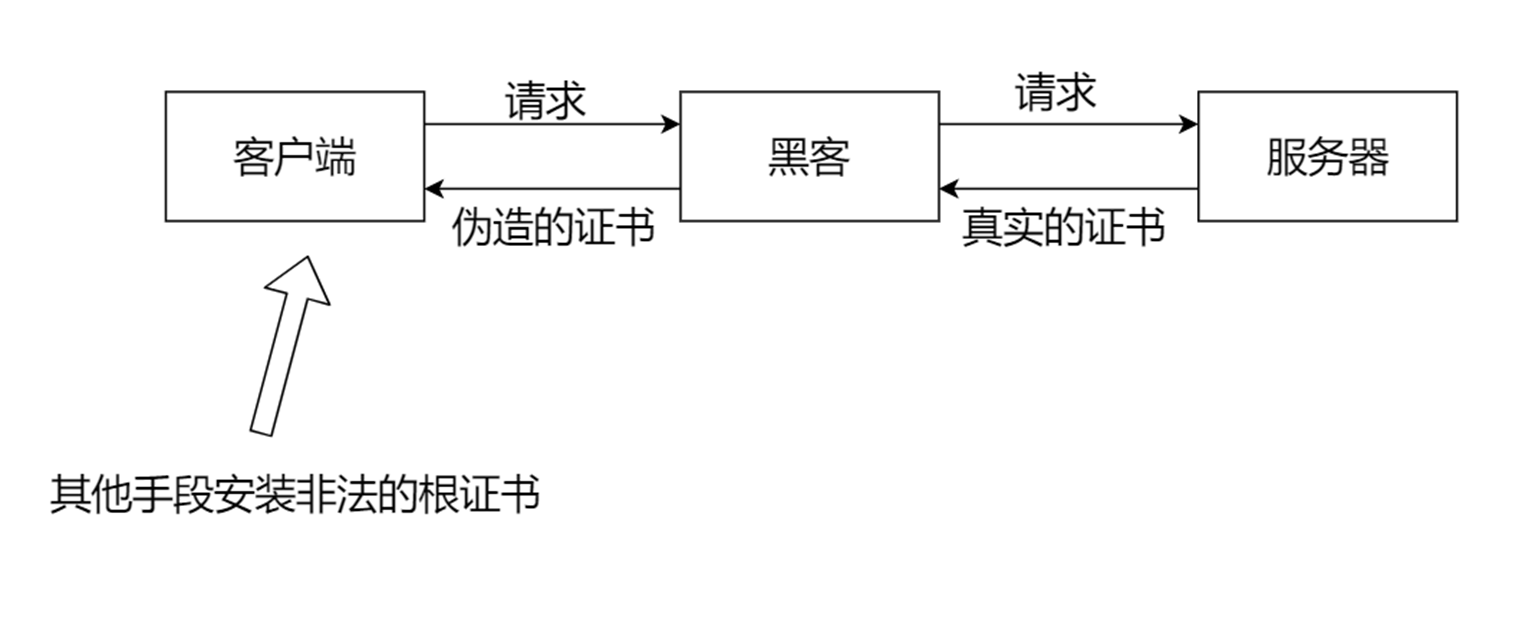 请求
请求
客户端
黑客
服务器
伪造的证书
真实的证书
其他手段安装非法的根证书